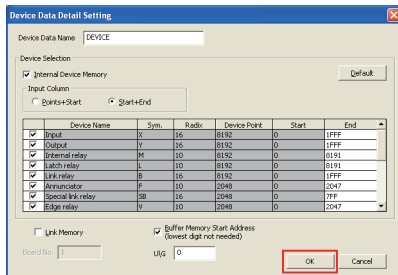 Device Data Detail Setting
Device Data Name DEVICE
Device Selection
Internal Device Memory
Default
Input Column
Points+Start Start+End
Device Name Sym. Radix Device Point Start End
Input X 16 8192 0 1FFF
Output Y 16 8192 0 1FFF
Internal relay M 10 8192 0 8191
Latch relay L 10 8192 0 8191
Link relay B 16 8192 0 1FFF
Annunciator F 10 2048 0 2047
Special link relay SB 16 2048 0 7FF
Edge relay V 10 2048 0 2047
Link Memory
Buffer Memory Start Address
(lowest digit not needed)
Board No. 1
U\G 0
OK Cancel